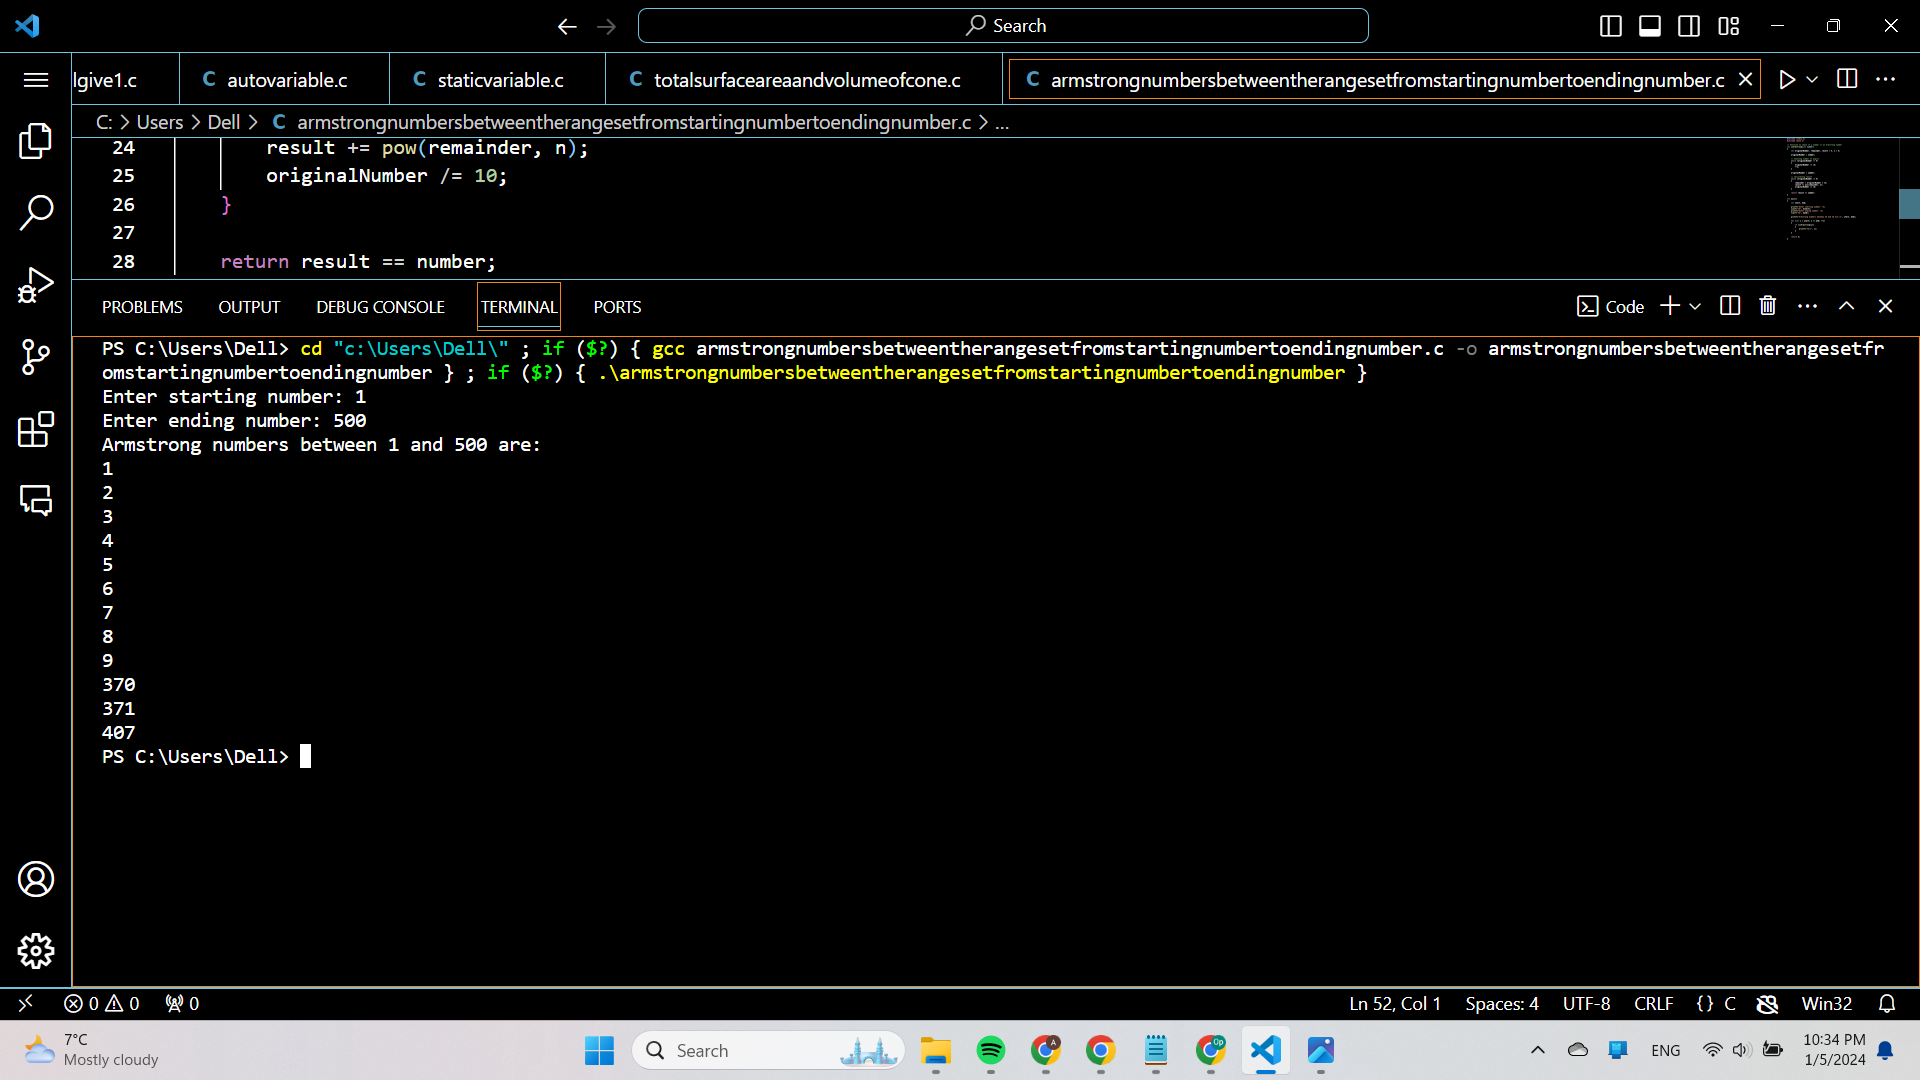 Search
lgive1.c
C autovariable.c
C staticvariable.c
C totalsurfaceareaandvolumeofcone.c
C armstrongnumbersbetweentherangesetfromstartingnumbertoendingnumber.c
C: > Users > Dell > C armstrongnumbersbetweentherangesetfromstartingnumbertoendingnumber.c > ...
24 result += pow(remainder, n);
25 originalNumber /= 10;
26 }
27
28 return result == number;
PROBLEMS OUTPUT DEBUG CONSOLE TERMINAL PORTS
Code
PS C:\Users\Dell> cd "c:\Users\Dell\" ; if ($?) { gcc armstrongnumbersbetweentherangesetfromstartingnumbertoendingnumber.c -o armstrongnumbersbetweentherangesetfr
omstartingnumbertoendingnumber } ; if ($?) { .\armstrongnumbersbetweentherangesetfromstartingnumbertoendingnumber }
Enter starting number: 1
Enter ending number: 500
Armstrong numbers between 1 and 500 are:
1
2
3
4
5
6
7
8
9
370
371
407
PS C:\Users\Dell>
0 0 0
Ln 52, Col 1 Spaces: 4 UTF-8 CRLF {} C Win32
7°C
Mostly cloudy
Search
A
Op
ENG
10:34 PM
1/5/2024